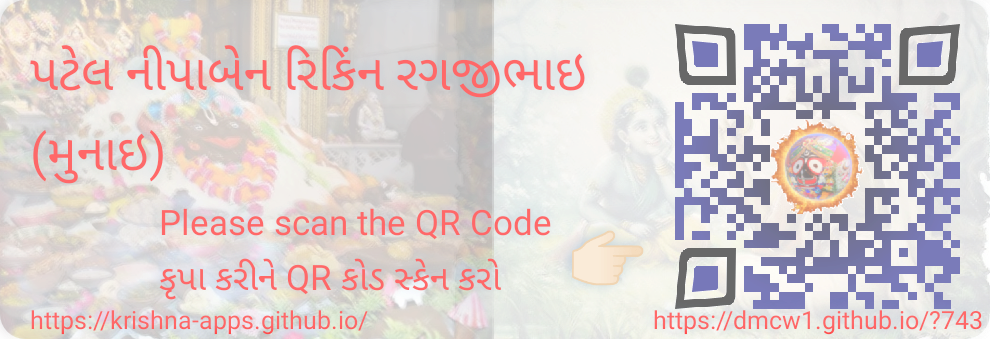 પટેલ નીપાબેન રિકિંન રગજીભાઇ
(મુનાઇ)
Please scan the QR Code
કૃપા કરીને QR કોડ સ્કેન કરો
https://krishna-apps.github.io/
https://dmcw1.github.io/?743